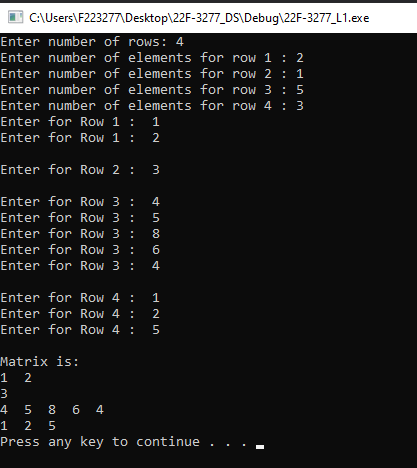 C:\Users\F223277\Desktop\22F-3277_DS\Debug\22F-3277_L1.exe
Enter number of rows: 4
Enter number of elements for row 1 : 2
Enter number of elements for row 2 : 1
Enter number of elements for row 3 : 5
Enter number of elements for row 4 : 3
Enter for Row 1 :  1
Enter for Row 1 :  2
Enter for Row 2 :  3
Enter for Row 3 :  4
Enter for Row 3 :  5
Enter for Row 3 :  8
Enter for Row 3 :  6
Enter for Row 3 :  4
Enter for Row 4 :  1
Enter for Row 4 :  2
Enter for Row 4 :  5
Matrix is:
1  2
3
4  5  8  6  4
1  2  5
Press any key to continue . . .